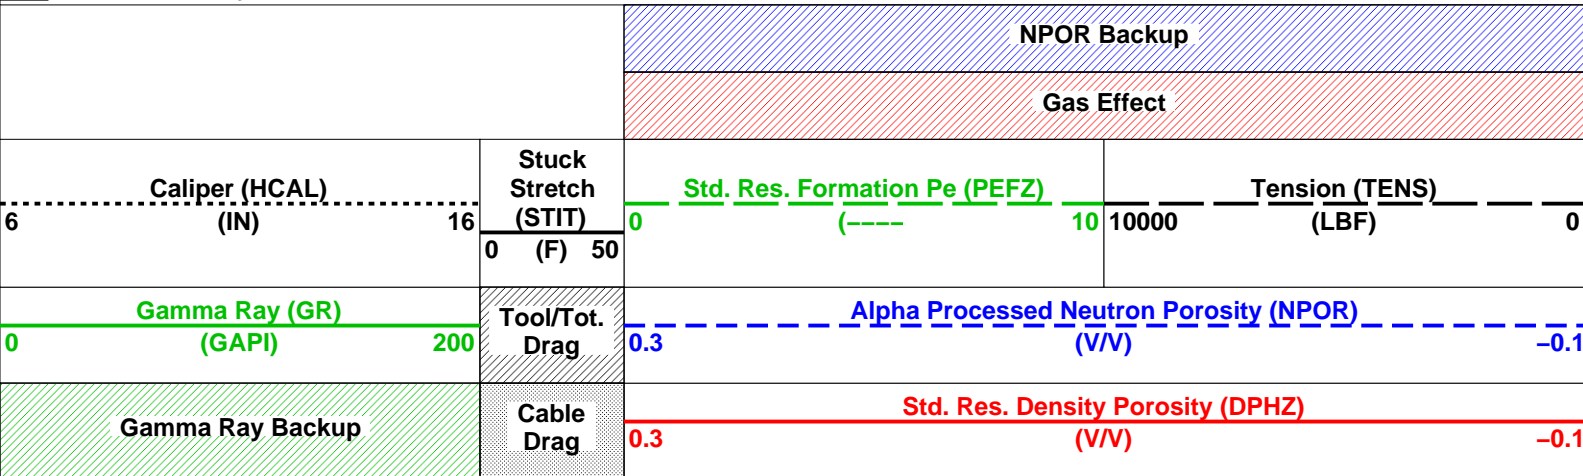 NPOR Backup
Gas Effect
Caliper (HCAL)
6 (IN) 16
Stuck
Stretch
(STIT)
0 (F) 50
Std. Res. Formation Pe (PEFZ)
0 (---- 10
Tension (TENS)
10000 (LBF) 0
Gamma Ray (GR)
0 (GAPI) 200
Tool/Tot.
Drag
Alpha Processed Neutron Porosity (NPOR)
0.3 (V/V) −0.1
Gamma Ray Backup
Cable
Drag
Std. Res. Density Porosity (DPHZ)
0.3 (V/V) −0.1